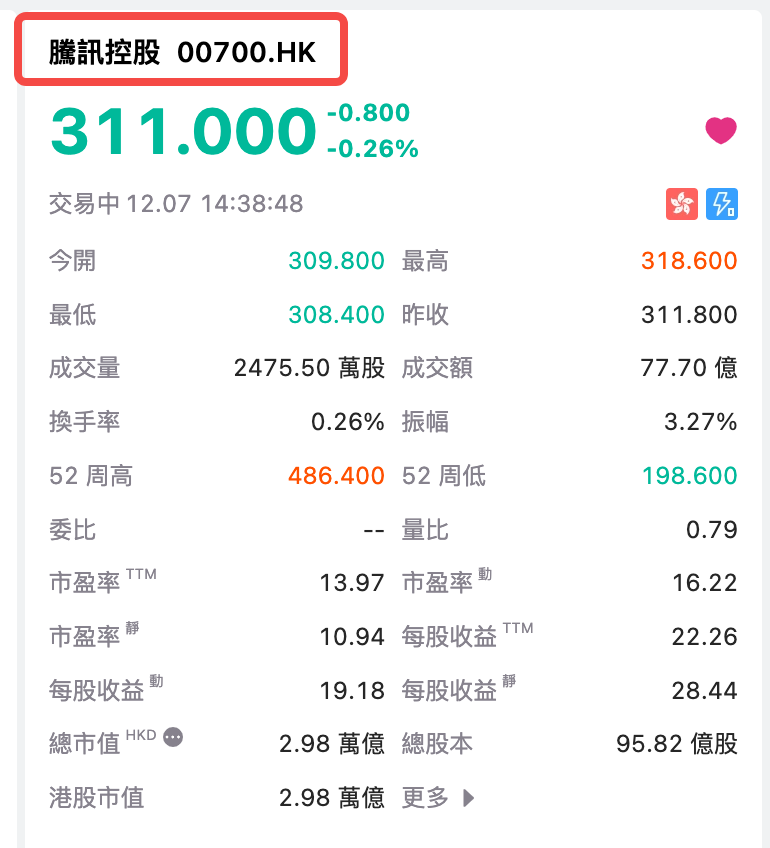 騰訊控股 00700.HK
311.000 -0.800
-0.26%
交易中 12.07 14:38:48
今開 309.800 最高 318.600
最低 308.400 昨收 311.800
成交量 2475.50 萬股 成交額 77.70 億
換手率 0.26% 振幅 3.27%
52 周高 486.400 52 周低 198.600
委比 -- 量比 0.79
市盈率 TTM 13.97 市盈率 動 16.22
市盈率 靜 10.94 每股收益 TTM 22.26
每股收益 動 19.18 每股收益 靜 28.44
總市值 HKD 2.98 萬億 總股本 95.82 億股
港股市值 2.98 萬億 更多